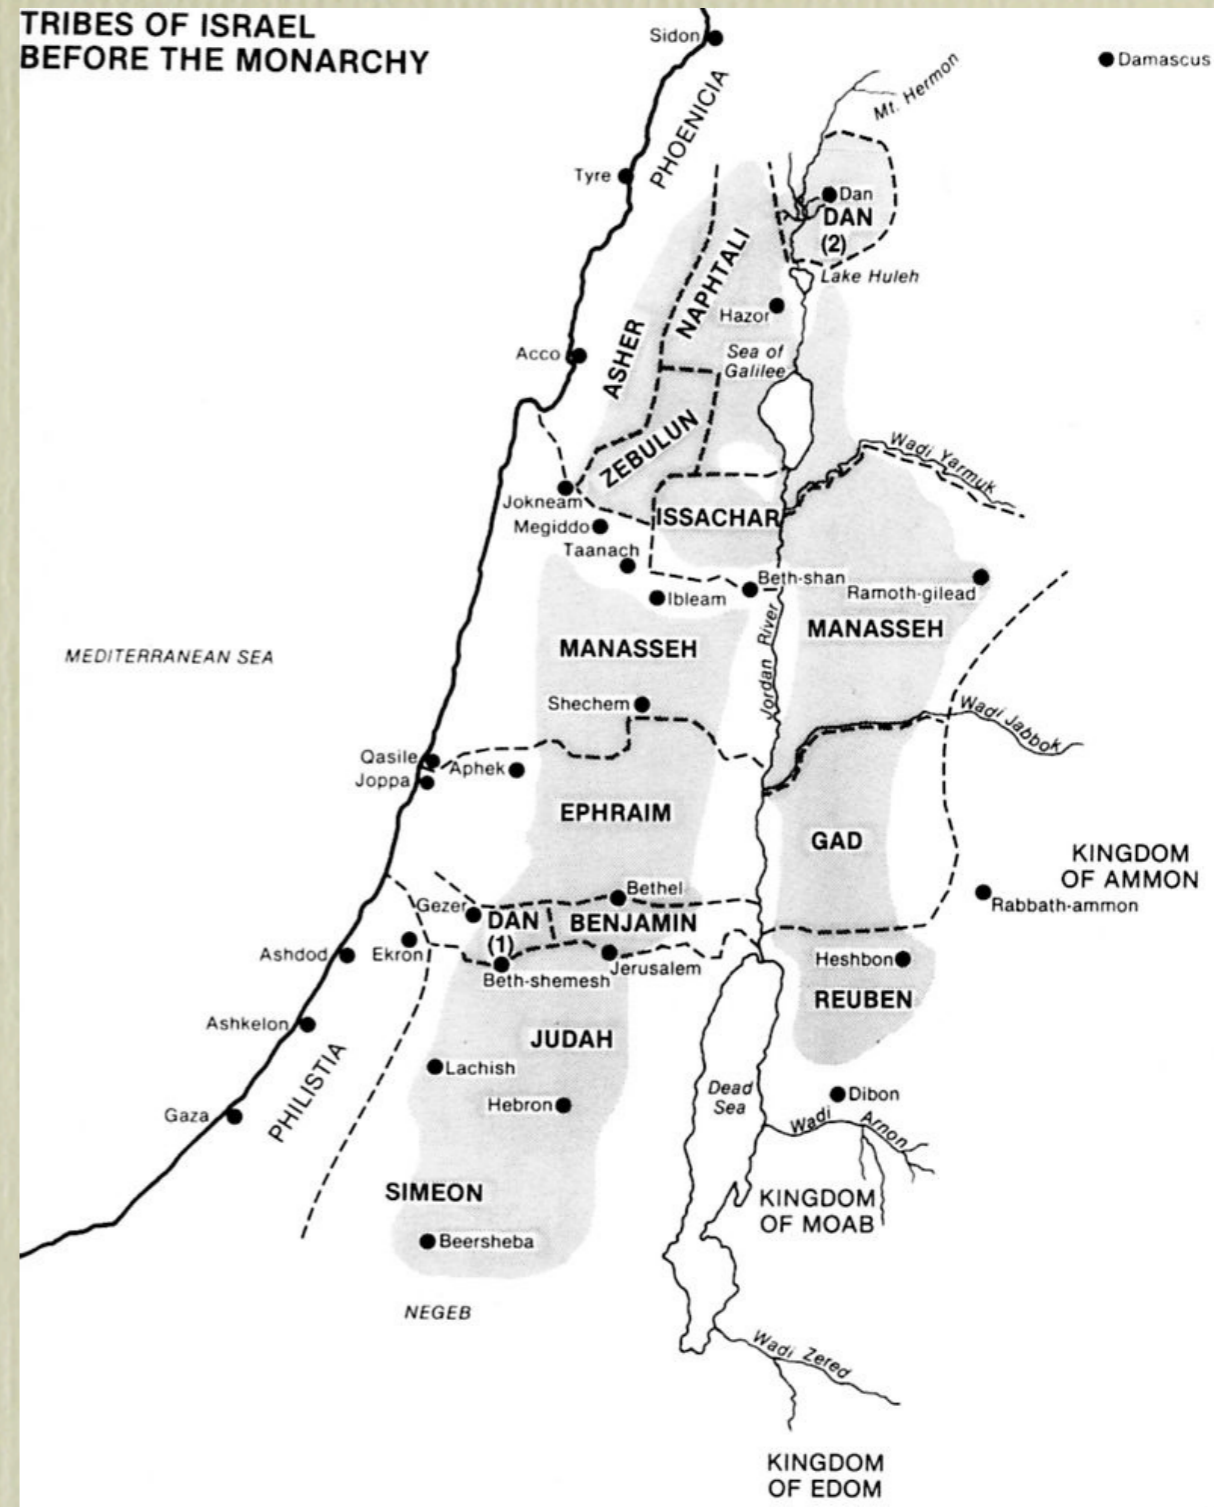 TRIBES OF ISRAEL
BEFORE THE MONARCHY
Sidon
Damascus
PHOENICIA
Mt. Hermon
Tyre
Dan
DAN
(2)
Lake Huleh
NAPHTALI
Hazor
ASHER
Acco
Sea of
Galilee
ZEBULUN
Wadi Yarmuk
Jokneam
ISSACHAR
Megiddo
Taanach
Beth-shan
Ramoth-gilead
Ibleam
MANASSEH
MANASSEH
Jordan River
MEDITERRANEAN SEA
Shechem
Wadi Jabbok
Qasile
Joppa
Aphek
EPHRAIM
GAD
KINGDOM
OF AMMON
Rabbath-ammon
Bethel
Gezer
DAN
(1)
BENJAMIN
Ashdod
Ekron
Jerusalem
Beth-shemesh
Heshbon
REUBEN
Ashkelon
JUDAH
PHILISTIA
Lachish
Hebron
Dead
Sea
Dibon
Gaza
Wadi Arnon
SIMEON
KINGDOM
OF MOAB
Beersheba
NEGEB
Wadi Zered
KINGDOM
OF EDOM